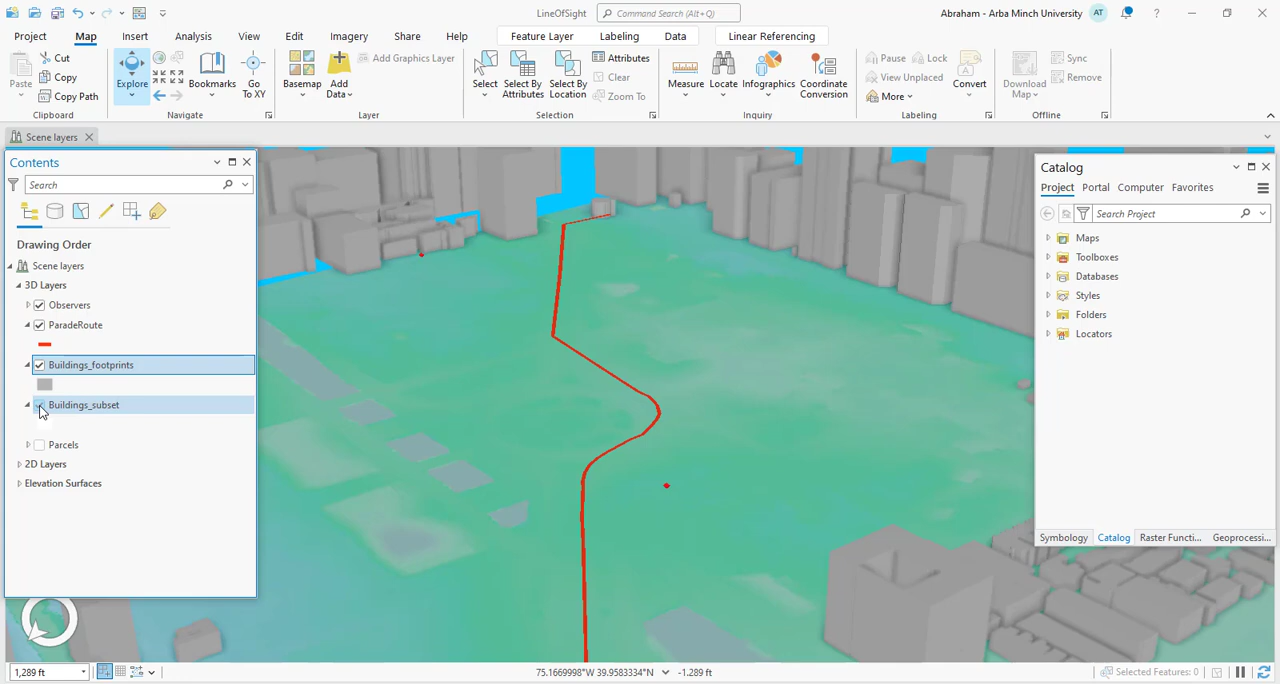 LineOfSight
Command Search (Alt+Q)
Abraham - Arba Minch University
AT
?
Project Map Insert Analysis View Edit Imagery Share Help Feature Layer Labeling Data Linear Referencing
Paste
Cut
Copy
Copy Path
Clipboard
Explore
Bookmarks
Go To XY
Navigate
Basemap
Add Data
Add Graphics Layer
Layer
Select
Select By Attributes
Select By Location
Attributes
Clear
Zoom To
Selection
Measure
Locate
Infographics
Coordinate Conversion
Inquiry
Pause
Lock
View Unplaced
More
Convert
Labeling
Download Map
Sync
Remove
Offline
Scene layers
Contents
Search
Drawing Order
Scene layers
3D Layers
Observers
ParadeRoute
Buildings_footprints
Buildings_subset
Parcels
2D Layers
Elevation Surfaces
Catalog
Project Portal Computer Favorites
Search Project
Maps
Toolboxes
Databases
Styles
Folders
Locators
Symbology Catalog Raster Functi... Geoprocessi...
1,289 ft
75.1669998°W 39.9583334°N
-1.289 ft
Selected Features: 0